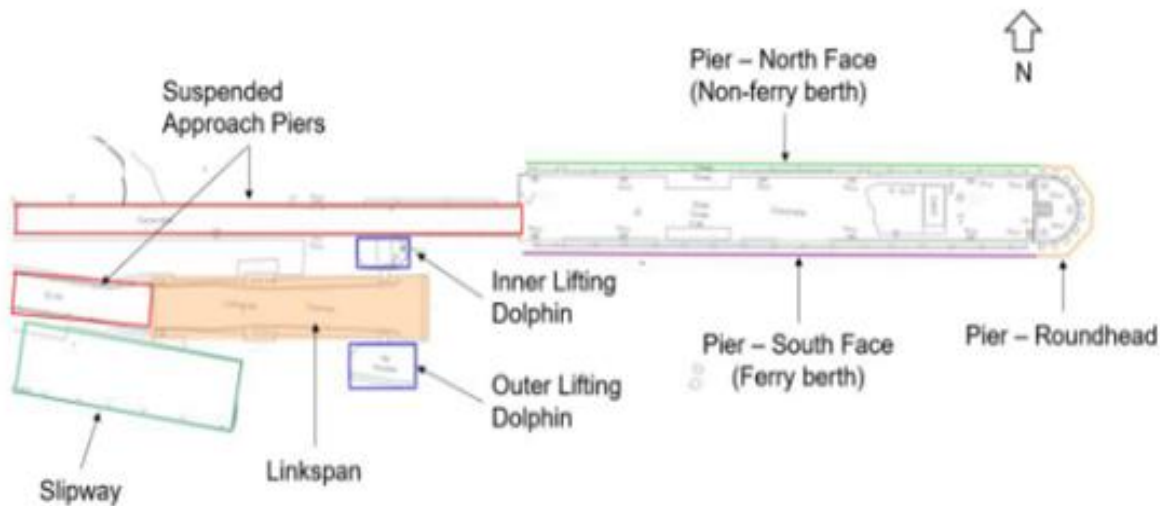 N
Pier – North Face
(Non-ferry berth)
Suspended
Approach Piers
Inner Lifting
Dolphin
Pier – South Face
(Ferry berth)
Pier – Roundhead
Outer Lifting
Dolphin
Linkspan
Slipway